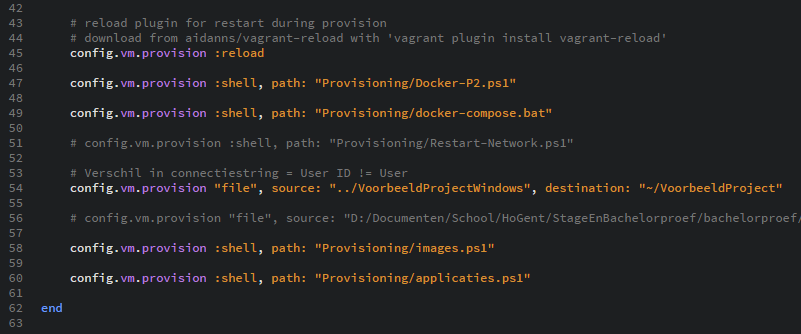 42
43 # reload plugin for restart during provision
44 # download from aidanns/vagrant-reload with 'vagrant plugin install vagrant-reload'
45 config.vm.provision :reload
46
47 config.vm.provision :shell, path: "Provisioning/Docker-P2.ps1"
48
49 config.vm.provision :shell, path: "Provisioning/docker-compose.bat"
50
51 # config.vm.provision :shell, path: "Provisioning/Restart-Network.ps1"
52
53 # Verschil in connectiestring = User ID != User
54 config.vm.provision "file", source: "../VoorbeeldProjectWindows", destination: "~/VoorbeeldProject"
55
56 # config.vm.provision "file", source: "D:/Documenten/School/HoGent/StageEnBachelorproef/bachelorproef/
57
58 config.vm.provision :shell, path: "Provisioning/images.ps1"
59
60 config.vm.provision :shell, path: "Provisioning/applicaties.ps1"
61
62 end
63